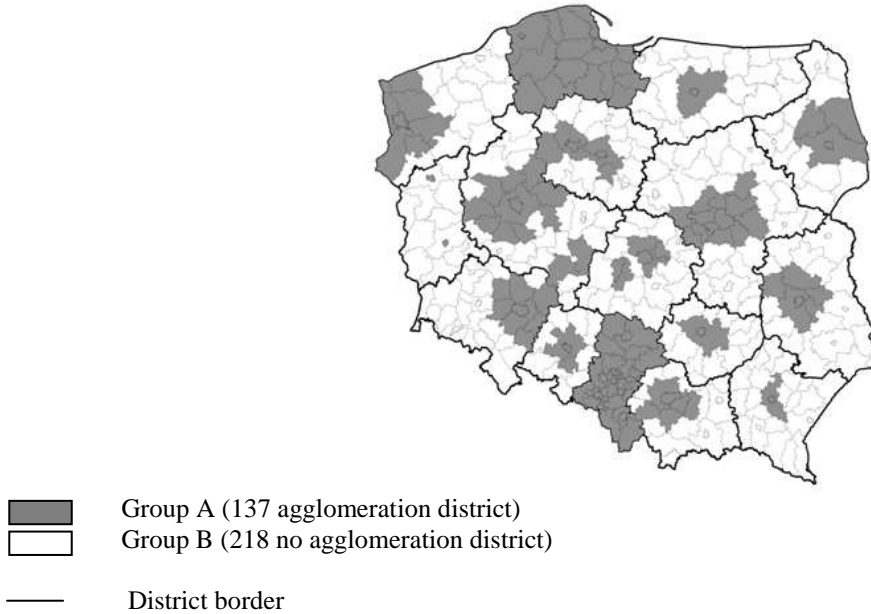 Group A (137 agglomeration district)
Group B (218 no agglomeration district)
District border